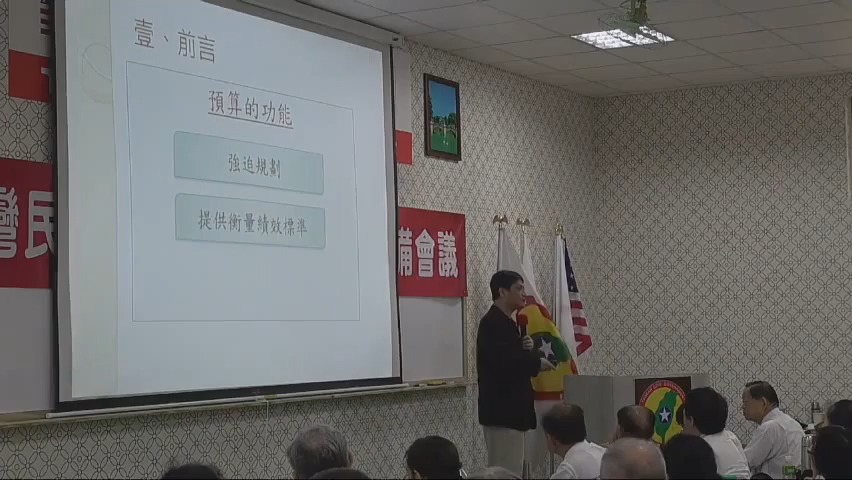 壹、前言
預算的功能
強迫規劃
提供衡量績效標準
灣民
備會議